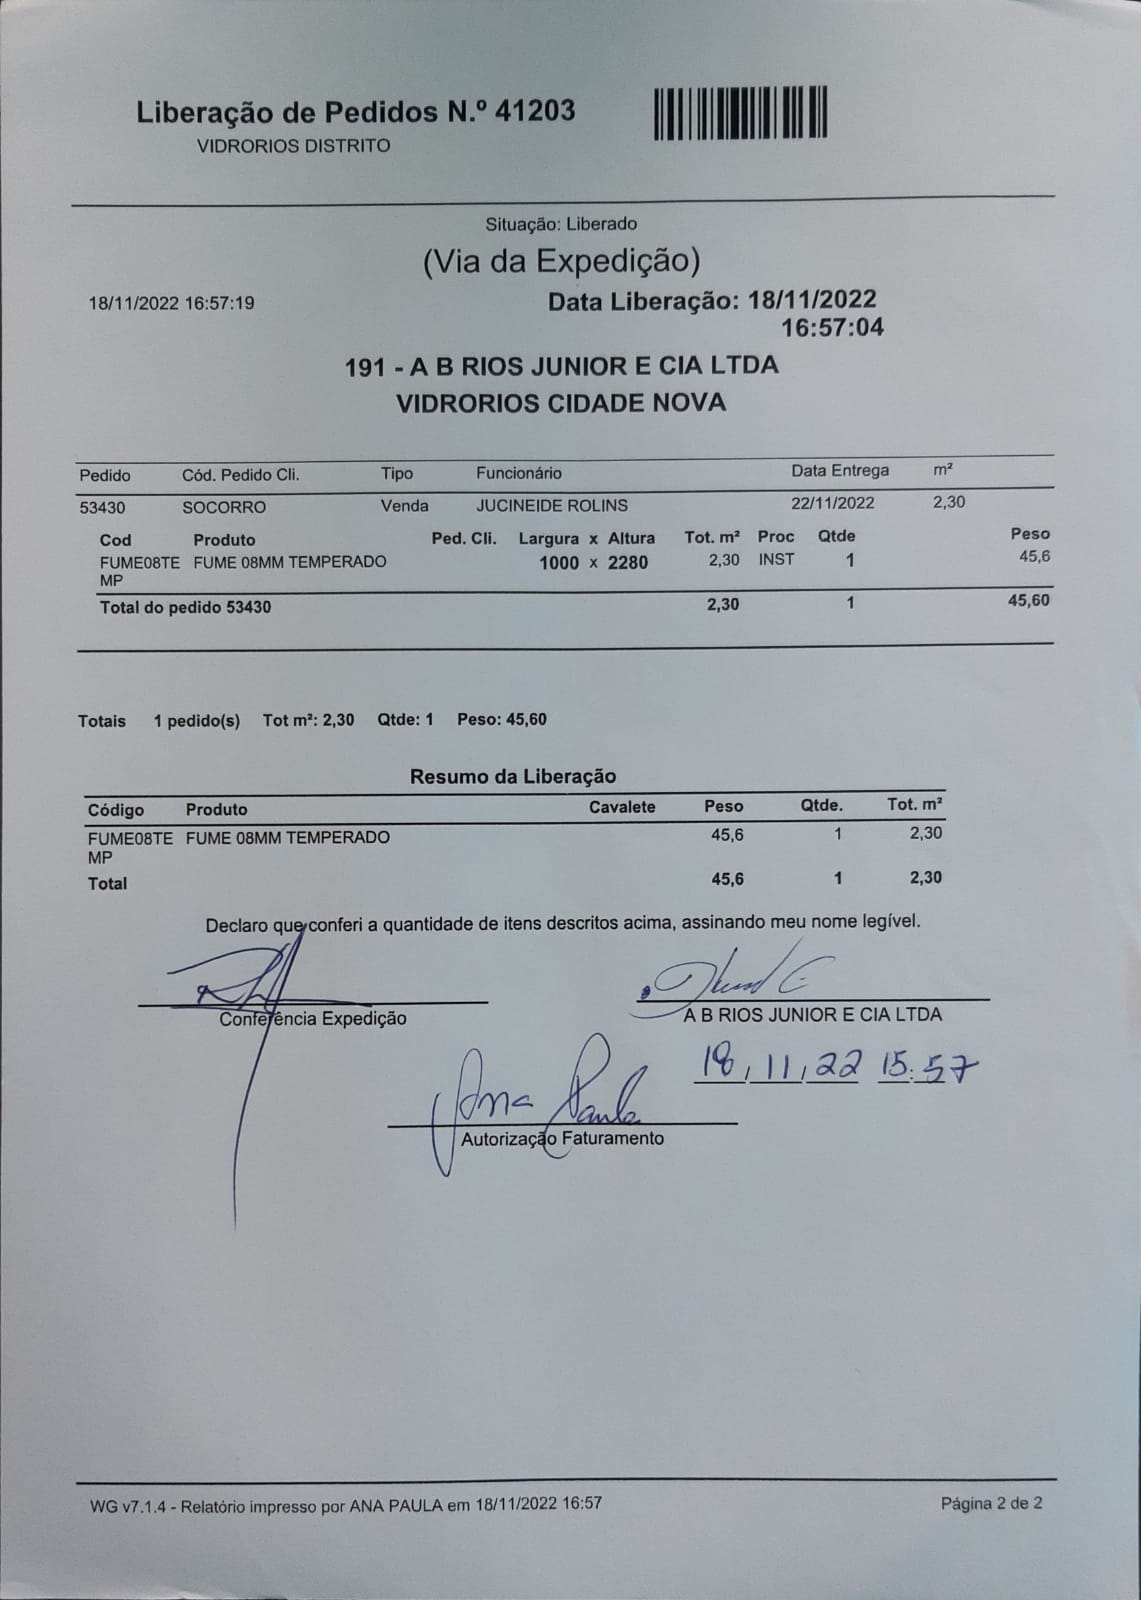 Liberação de Pedidos N.º 41203
VIDRORIOS DISTRITO
Situação: Liberado
(Via da Expedição)
18/11/2022 16:57:19
Data Liberação: 18/11/2022
16:57:04
191 - A B RIOS JUNIOR E CIA LTDA
VIDRORIOS CIDADE NOVA
Pedido Cód. Pedido Cli. Tipo Funcionário Data Entrega m²
53430 SOCORRO Venda JUCINEIDE ROLINS 22/11/2022 2,30
Cod Produto Ped. Cli. Largura x Altura Tot. m² Proc Qtde Peso
FUME08TE FUME 08MM TEMPERADO 1000 x 2280 2,30 INST 1 45,6
MP
Total do pedido 53430 2,30 1 45,60
Totais 1 pedido(s) Tot m²: 2,30 Qtde: 1 Peso: 45,60
Resumo da Liberação
Código Produto Cavalete Peso Qtde. Tot. m²
FUME08TE FUME 08MM TEMPERADO 45,6 1 2,30
MP
Total 45,6 1 2,30
Declaro que conferi a quantidade de itens descritos acima, assinando meu nome legível.
Conferência Expedição
A B RIOS JUNIOR E CIA LTDA
18/11/22 15:57
Ana Paula
Autorização Faturamento
WG v7.1.4 - Relatório impresso por ANA PAULA em 18/11/2022 16:57
Página 2 de 2